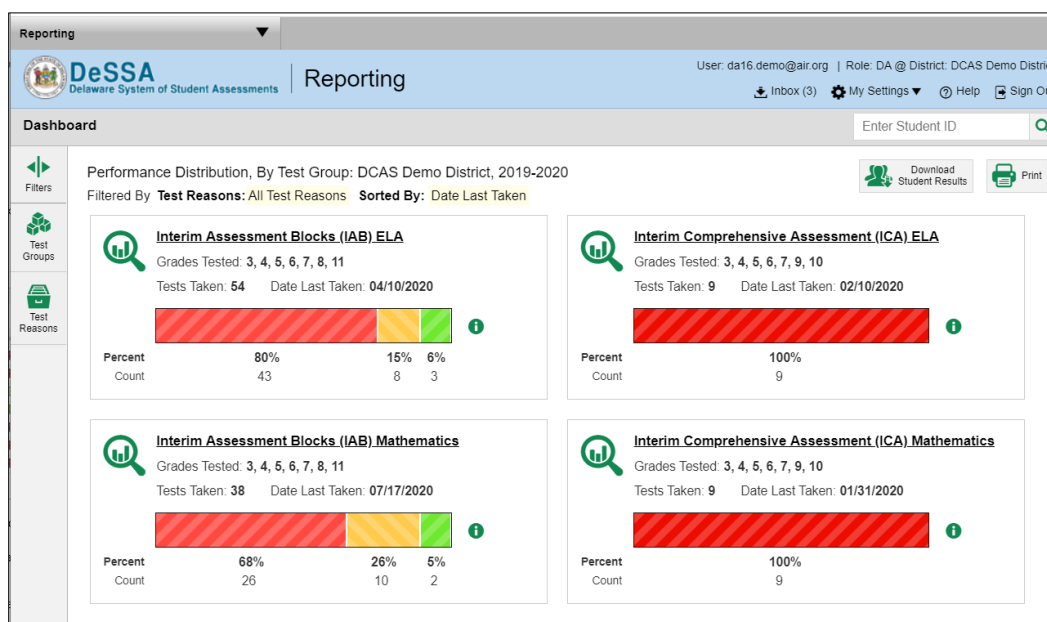 Reporting
DeSSA
Delaware System of Student Assessments
Reporting
User: da16.demo@air.org | Role: DA @ District: DCAS Demo Distri
Inbox (3) My Settings ▼ Help Sign Ou
Dashboard
Enter Student ID
Filters
Test
Groups
Test
Reasons
Performance Distribution, By Test Group: DCAS Demo District, 2019-2020
Filtered By Test Reasons: All Test Reasons Sorted By: Date Last Taken
Download
Student Results
Print
Interim Assessment Blocks (IAB) ELA
Grades Tested: 3, 4, 5, 6, 7, 8, 11
Tests Taken: 54 Date Last Taken: 04/10/2020
Percent 80% 15% 6%
Count 43 8 3
Interim Comprehensive Assessment (ICA) ELA
Grades Tested: 3, 4, 5, 6, 7, 9, 10
Tests Taken: 9 Date Last Taken: 02/10/2020
Percent 100%
Count 9
Interim Assessment Blocks (IAB) Mathematics
Grades Tested: 3, 4, 5, 6, 7, 8, 11
Tests Taken: 38 Date Last Taken: 07/17/2020
Percent 68% 26% 5%
Count 26 10 2
Interim Comprehensive Assessment (ICA) Mathematics
Grades Tested: 3, 4, 5, 6, 7, 9, 10
Tests Taken: 9 Date Last Taken: 01/31/2020
Percent 100%
Count 9